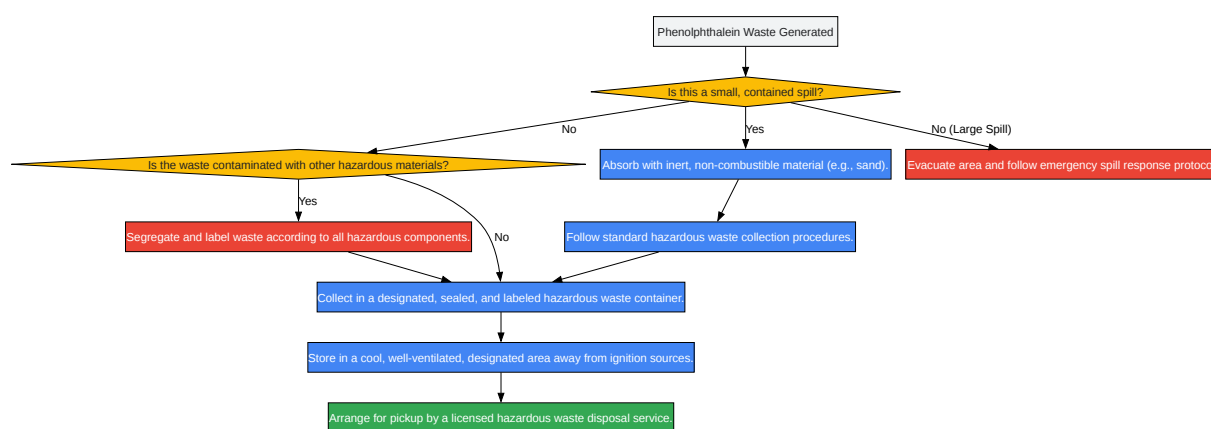 Phenolphthalein Waste Generated
Is this a small, contained spill?
No
Yes
No (Large Spill)
Is the waste contaminated with other hazardous materials?
Absorb with inert, non-combustible material (e.g., sand).
Evacuate area and follow emergency spill response protoco
Yes
Segregate and label waste according to all hazardous components.
No
Follow standard hazardous waste collection procedures.
Collect in a designated, sealed, and labeled hazardous waste container.
Store in a cool, well-ventilated, designated area away from ignition sources.
Arrange for pickup by a licensed hazardous waste disposal service.